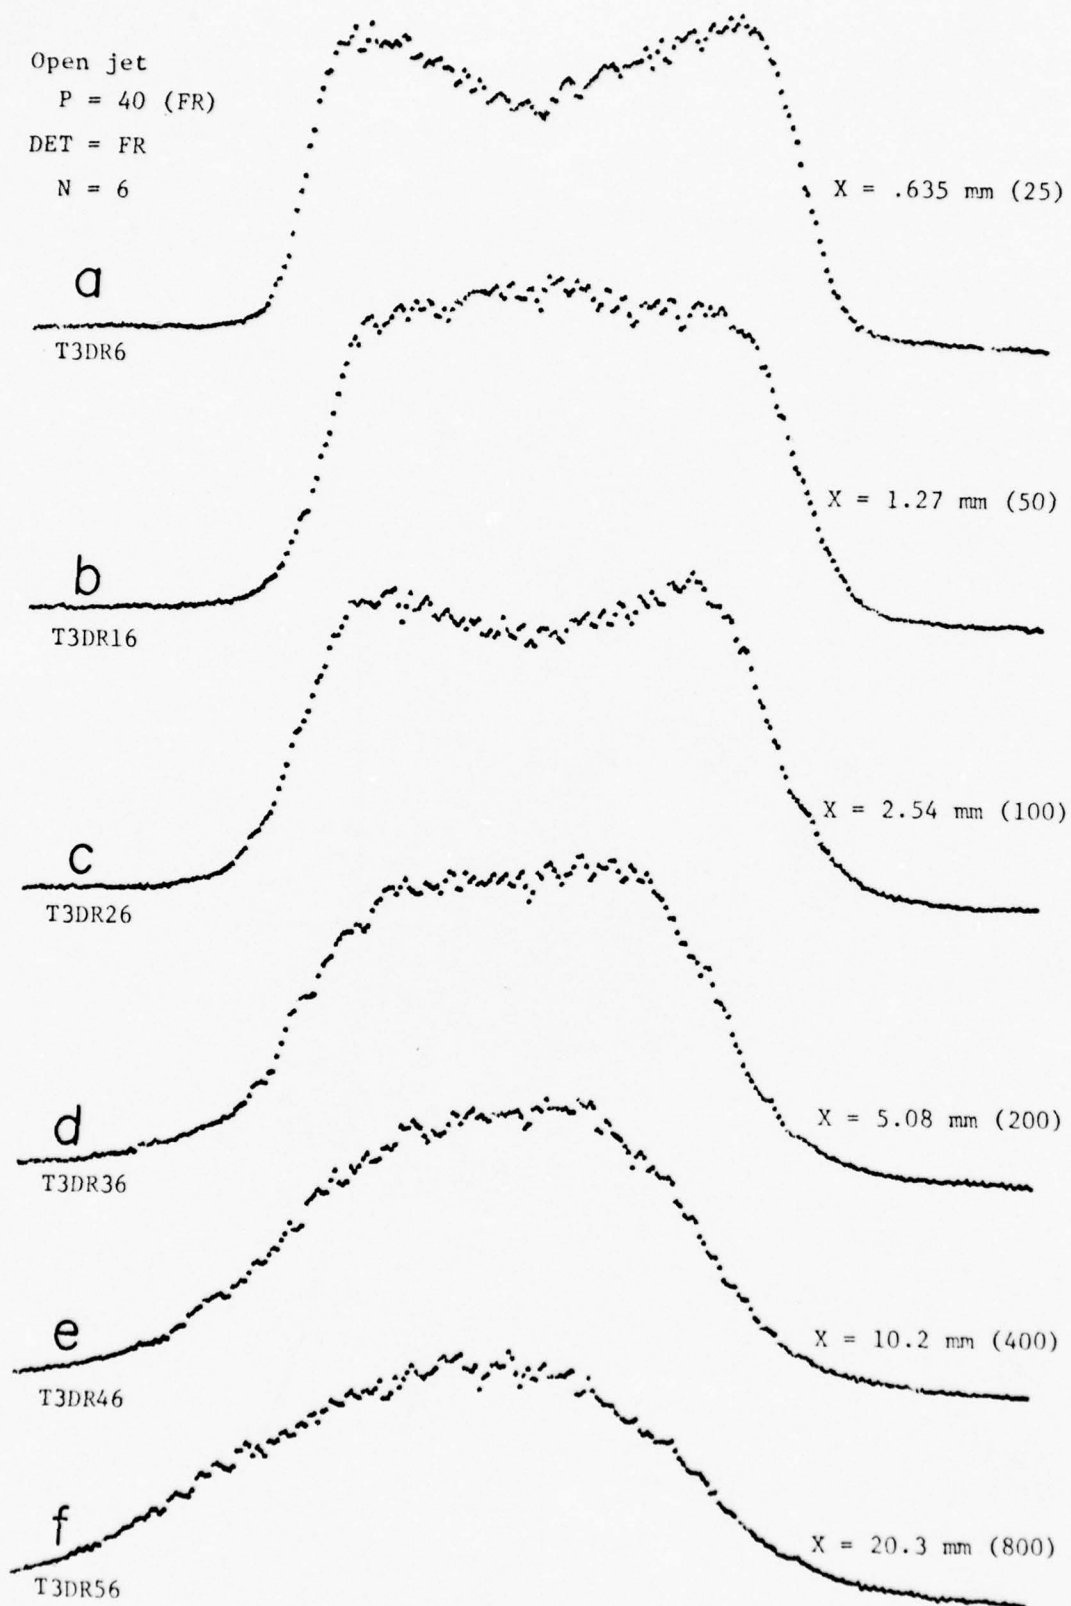 Open jet
P = 40 (FR)
DET = FR
N = 6
X = .635 mm (25)
a
T3DR6
X = 1.27 mm (50)
b
T3DR16
X = 2.54 mm (100)
c
T3DR26
X = 5.08 mm (200)
d
T3DR36
X = 10.2 mm (400)
e
T3DR46
X = 20.3 mm (800)
f
T3DR56